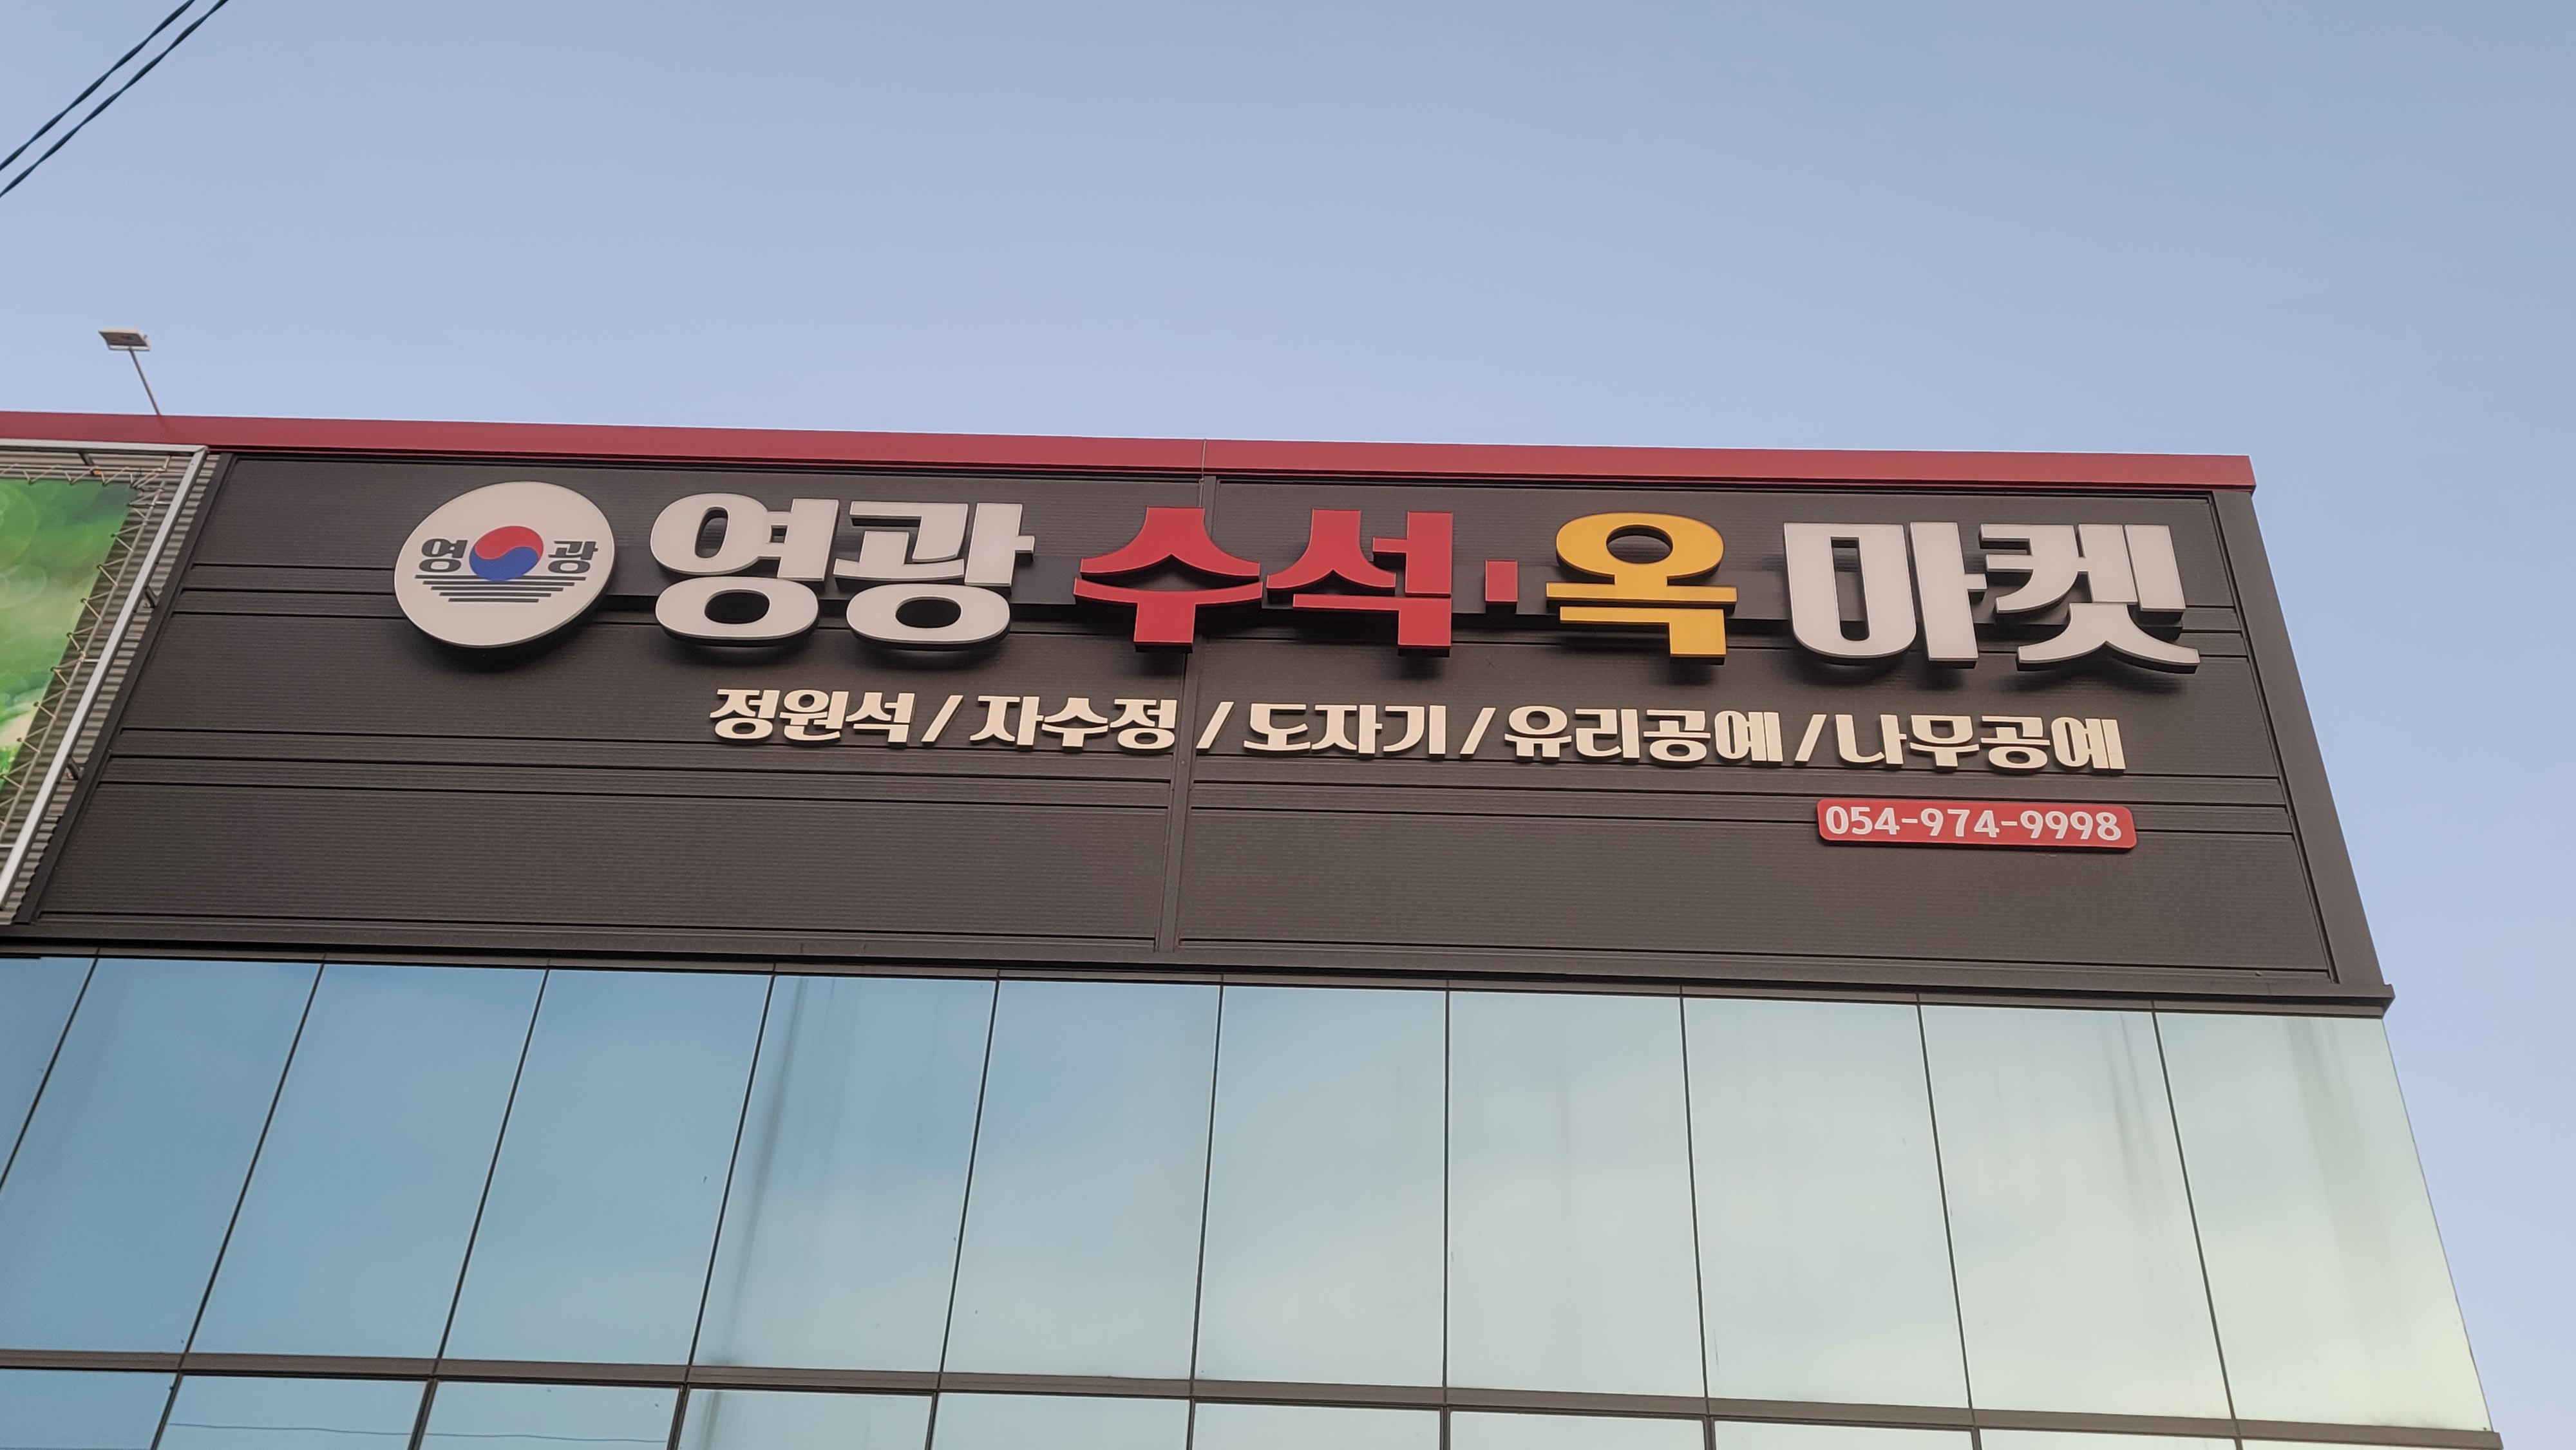 영광
영광 수석·옥 마켓
정원석/자수정/도자기/유리공예/나무공예
054-974-9998